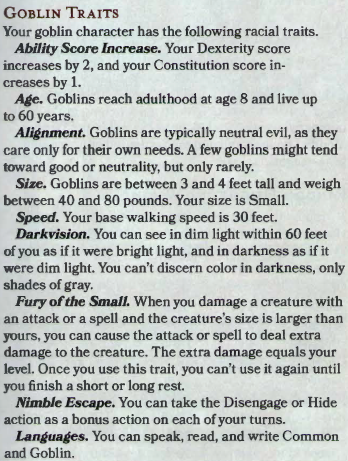 GOBLIN TRAITS
Your goblin character has the following racial traits.
Ability Score Increase. Your Dexterity score
increases by 2, and your Constitution score in-
creases by 1.
Age. Goblins reach adulthood at age 8 and live up
to 60 years.
Alignment. Goblins are typically neutral evil, as they
care only for their own needs. A few goblins might tend
toward good or neutrality, but only rarely.
Size. Goblins are between 3 and 4 feet tall and weigh
between 40 and 80 pounds. Your size is Small.
Speed. Your base walking speed is 30 feet.
Darkvision. You can see in dim light within 60 feet
of you as if it were bright light, and in darkness as if it
were dim light. You can't discern color in darkness, only
shades of gray.
Fury of the Small. When you damage a creature with
an attack or a spell and the creature's size is larger than
yours, you can cause the attack or spell to deal extra
damage to the creature. The extra damage equals your
level. Once you use this trait, you can't use it again until
you finish a short or long rest.
Nimble Escape. You can take the Disengage or Hide
action as a bonus action on each of your turns.
Languages. You can speak, read, and write Common
and Goblin.